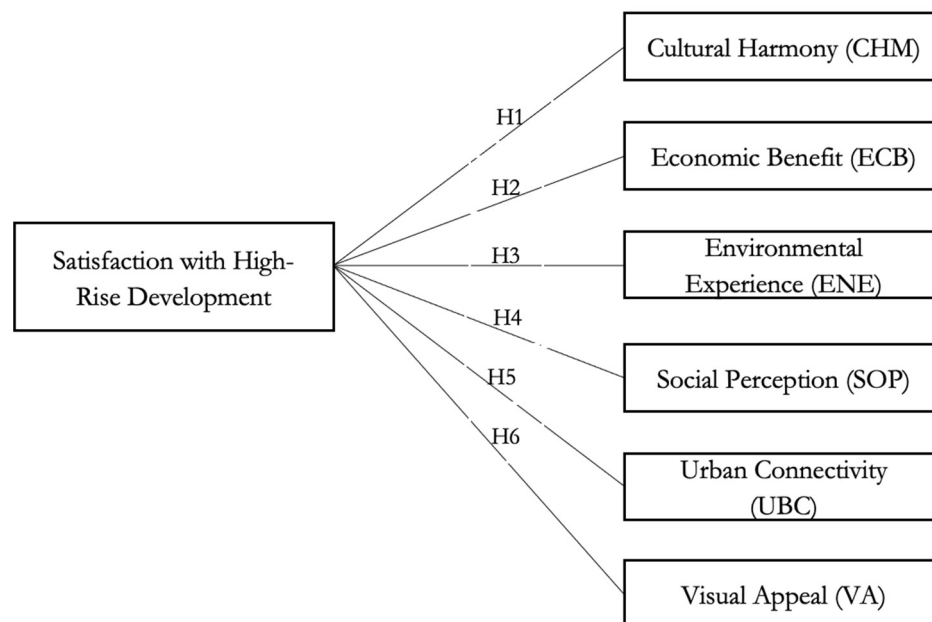 Cultural Harmony (CHM)
H1
Economic Benefit (ECB)
H2
Satisfaction with High-
Rise Development
H3
Environmental
Experience (ENE)
H4
Social Perception (SOP)
H5
H6
Urban Connectivity
(UBC)
Visual Appeal (VA)